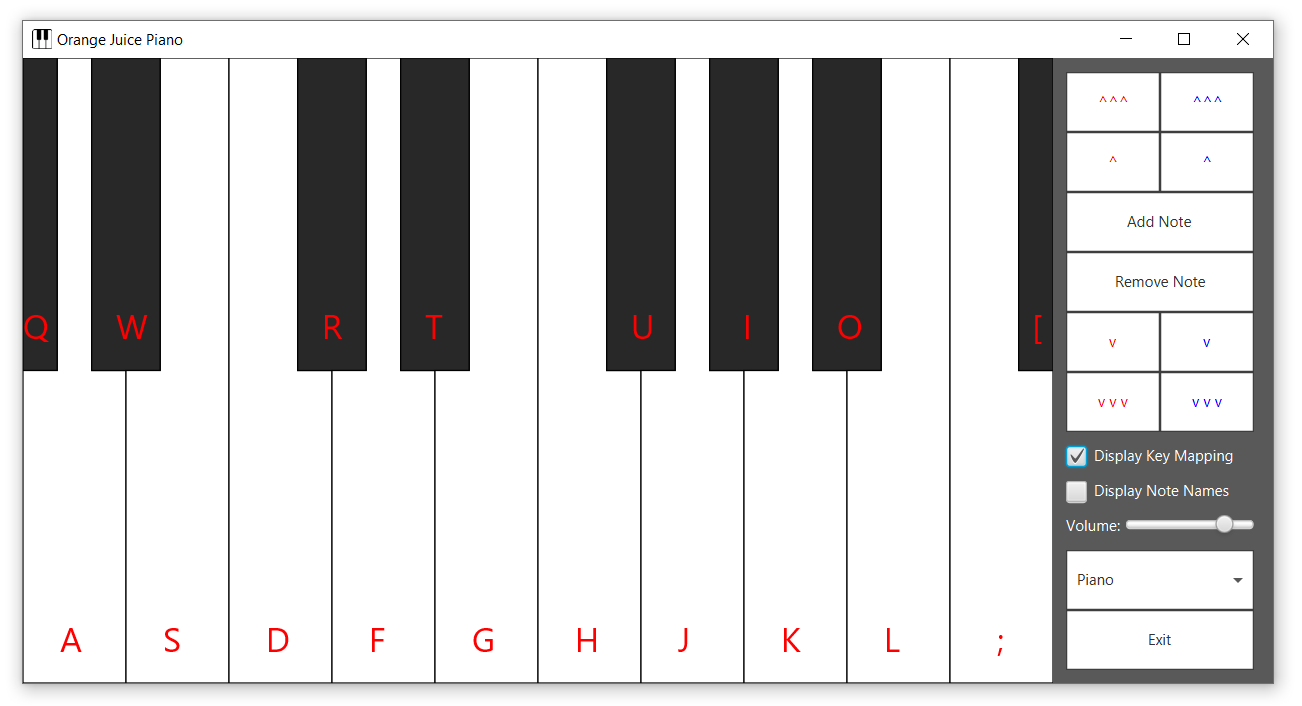 Orange Juice Piano
^ ^ ^ ^ ^ ^
^ ^
Add Note
Remove Note
Q W R T U I O [
v v
v v v v v v
Display Key Mapping
Display Note Names
Volume:
Piano
A S D F G H J K L ;
Exit